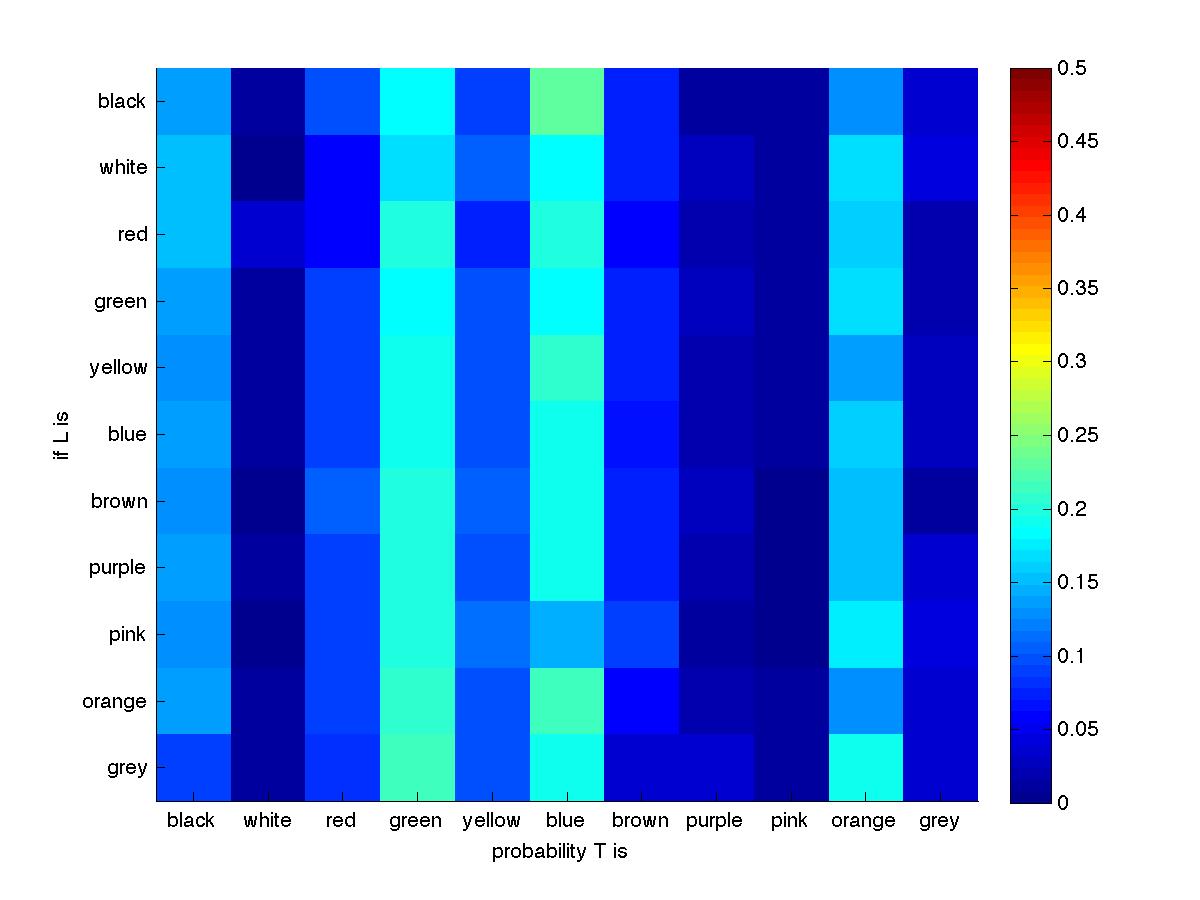 black
white
red
green
yellow
blue
brown
purple
pink
orange
grey
if L is
black white red green yellow blue brown purple pink orange grey
probability T is
0.5
0.45
0.4
0.35
0.3
0.25
0.2
0.15
0.1
0.05
0